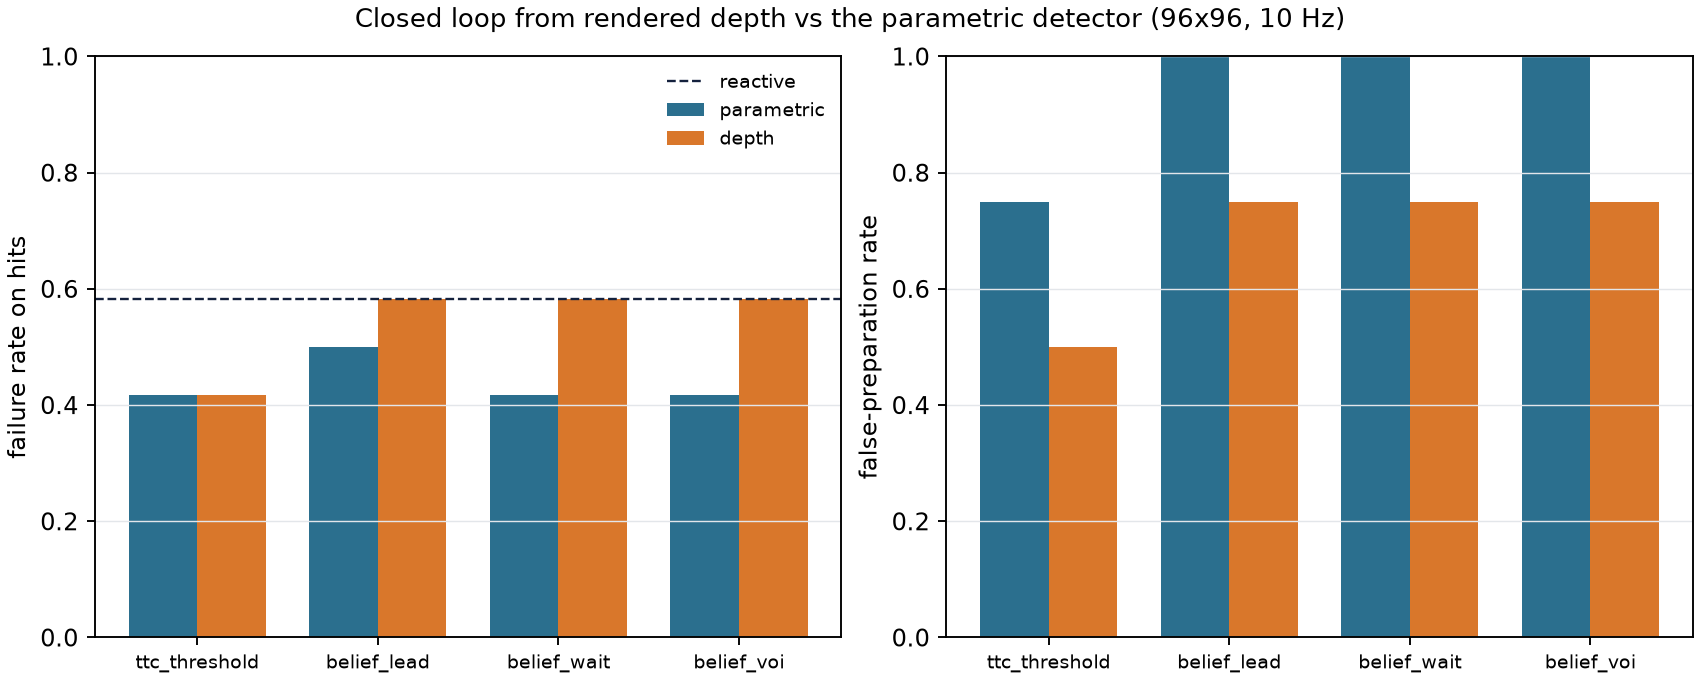 Closed loop from rendered depth vs the parametric detector (96x96, 10 Hz)
failure rate on hits
1.0
0.8
0.6
0.4
0.2
0.0
reactive
parametric
depth
ttc_threshold
belief_lead
belief_wait
belief_voi
false-preparation rate
1.0
0.8
0.6
0.4
0.2
0.0
ttc_threshold
belief_lead
belief_wait
belief_voi